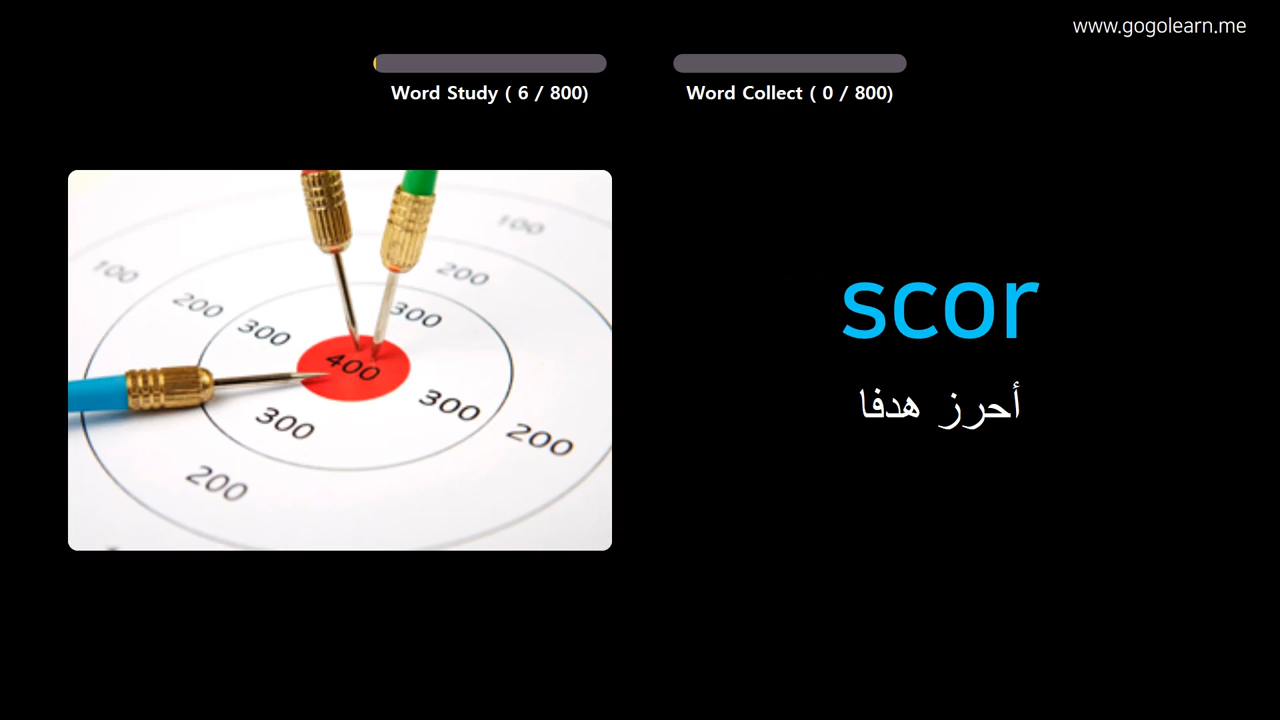 www.gogolearn.me
Word Study ( 6 / 800)
Word Collect ( 0 / 800)
100
100
200
200
300
300
400
300
300
200
200
scor
أحرز هدفا